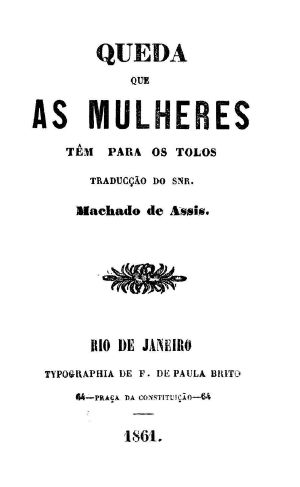 QUEDA
QUE
AS MULHERES
TÊM PARA OS TOLOS
TRADUCÇÃO DO SNR.
Machado de Assis.
RIO DE JANEIRO
TYPOGRAPHIA DE F. DE PAULA BRITO
64—PRAÇA DA CONSTITUIÇÃO—64
1861.